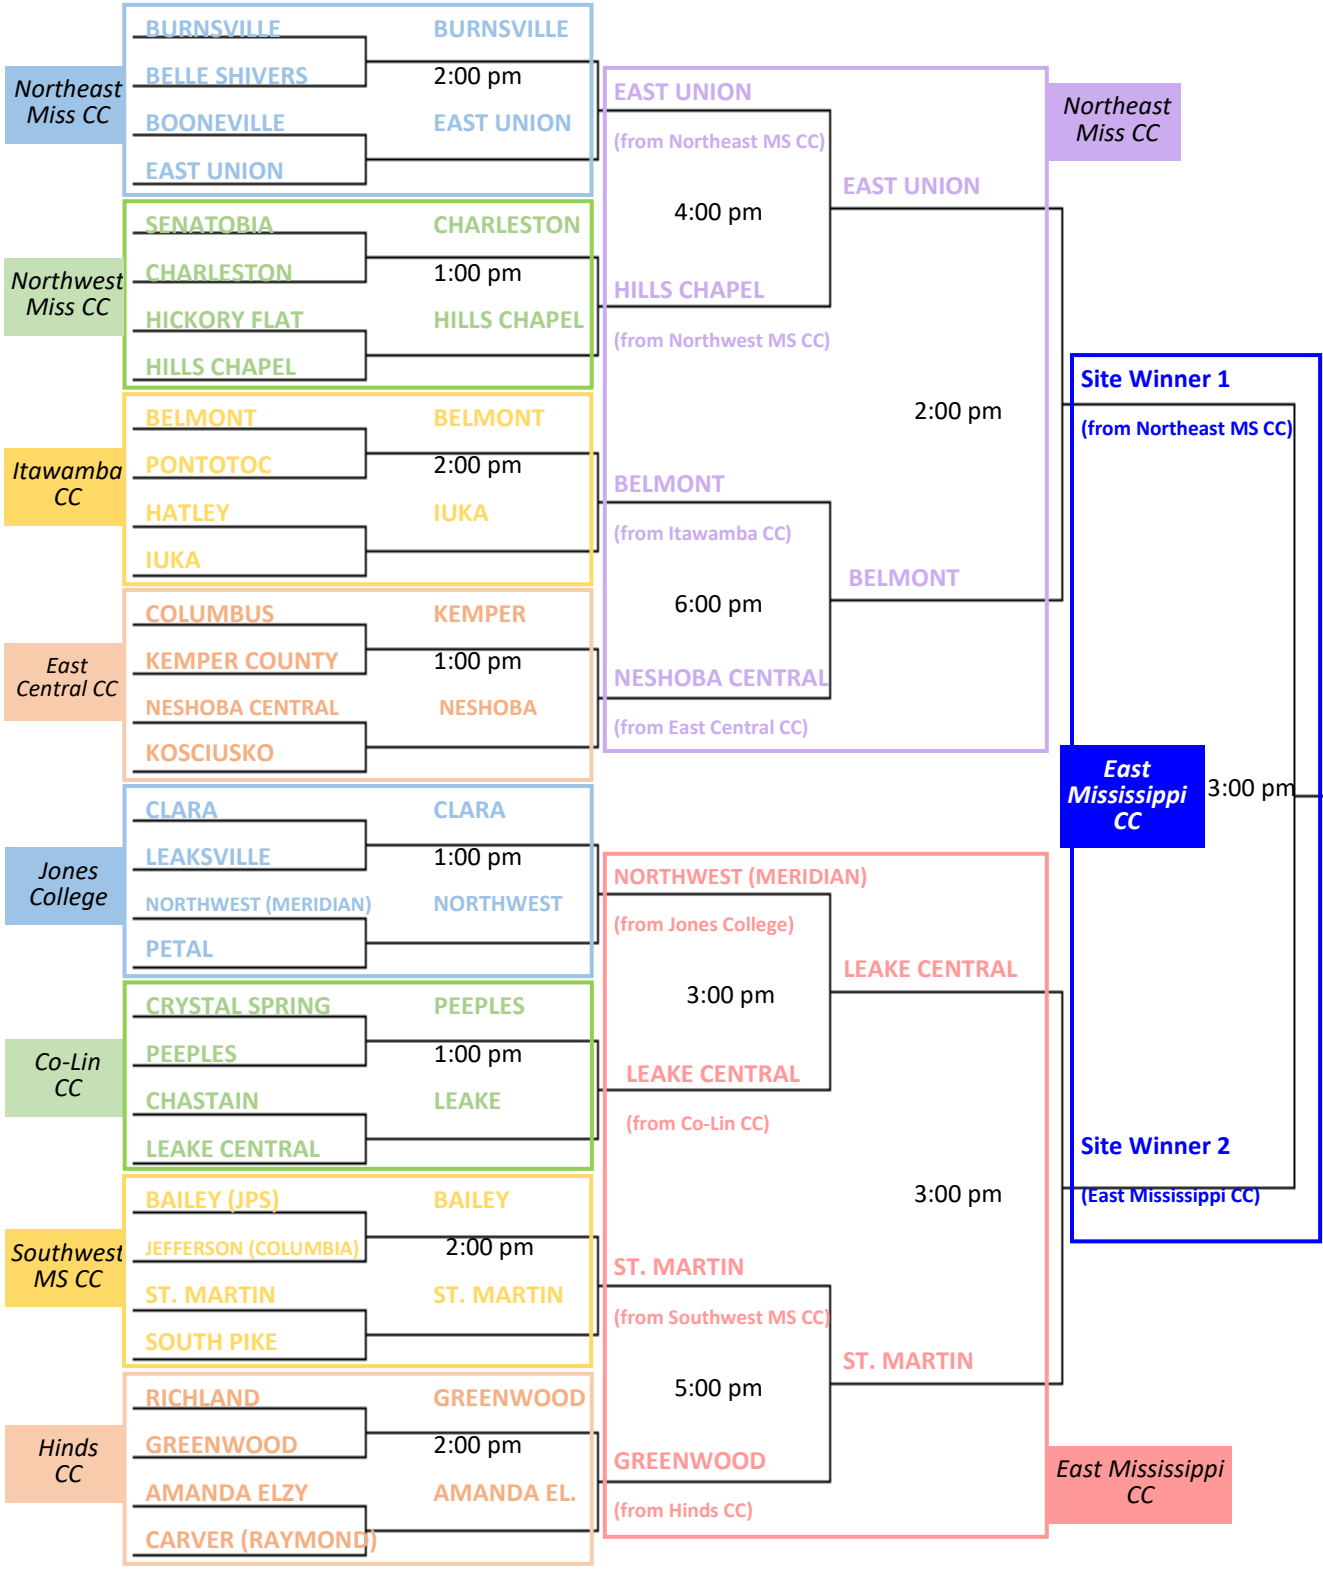 BURNSVILLE
BURNSVILLE
BELLE SHIVERS
2:00 pm
Northeast
Miss CC
BOONEVILLE
EAST UNION
EAST UNION
SENATOBIA
CHARLESTON
CHARLESTON
1:00 pm
Northwest
Miss CC
HICKORY FLAT
HILLS CHAPEL
HILLS CHAPEL
BELMONT
BELMONT
PONTOTOC
2:00 pm
Itawamba
CC
HATLEY
IUKA
IUKA
COLUMBUS
KEMPER
KEMPER COUNTY
1:00 pm
East
Central CC
NESHOBA CENTRAL
NESHOBA
KOSCIUSKO
CLARA
CLARA
LEAKSVILLE
1:00 pm
Jones
College
NORTHWEST (MERIDIAN)
NORTHWEST
PETAL
CRYSTAL SPRING
PEEPLES
PEEPLES
1:00 pm
Co-Lin
CC
CHASTAIN
LEAKE
LEAKE CENTRAL
BAILEY (JPS)
BAILEY
JEFFERSON (COLUMBIA)
2:00 pm
Southwest
MS CC
ST. MARTIN
ST. MARTIN
SOUTH PIKE
RICHLAND
GREENWOOD
GREENWOOD
2:00 pm
Hinds
CC
AMANDA ELZY
AMANDA EL.
CARVER (RAYMOND)
EAST UNION
(from Northeast MS CC)
4:00 pm
EAST UNION
HILLS CHAPEL
(from Northwest MS CC)
Northeast
Miss CC
2:00 pm
BELMONT
(from Itawamba CC)
6:00 pm
BELMONT
NESHOBA CENTRAL
(from East Central CC)
NORTHWEST (MERIDIAN)
(from Jones College)
3:00 pm
LEAKE CENTRAL
LEAKE CENTRAL
(from Co-Lin CC)
3:00 pm
ST. MARTIN
(from Southwest MS CC)
5:00 pm
ST. MARTIN
GREENWOOD
(from Hinds CC)
East Mississippi
CC
Site Winner 1
(from Northeast MS CC)
East
Mississippi
CC
3:00 pm
Site Winner 2
(East Mississippi CC)